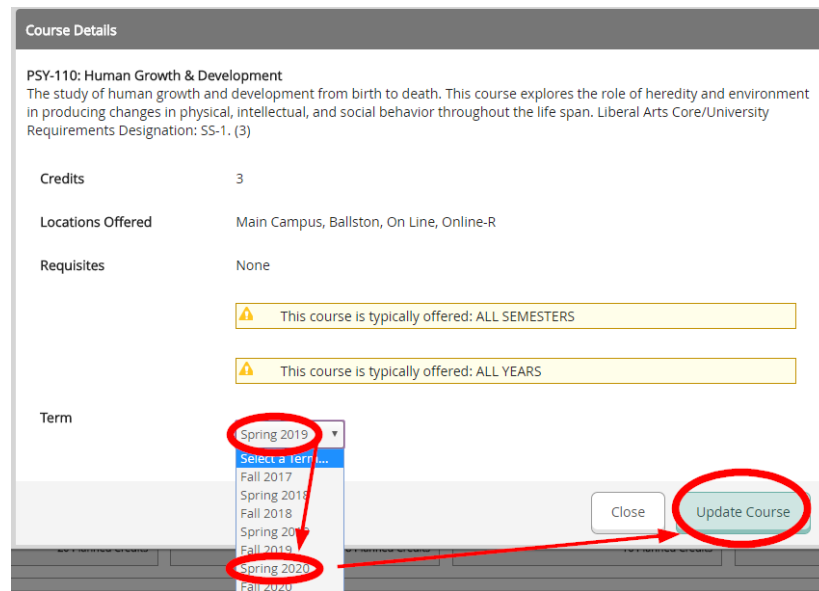 Course Details
PSY-110: Human Growth & Development
The study of human growth and development from birth to death. This course explores the role of heredity and environment
in producing changes in physical, intellectual, and social behavior throughout the life span. Liberal Arts Core/University
Requirements Designation: SS-1. (3)
Credits 3
Locations Offered Main Campus, Ballston, On Line, Online-R
Requisites None
This course is typically offered: ALL SEMESTERS
This course is typically offered: ALL YEARS
Term
Spring 2019
Select a Term...
Fall 2017
Spring 2018
Fall 2018
Spring 2019
Fall 2019
Spring 2020
Fall 2020
Close Update Course
Planned Credits Planned Credits Planned Credits